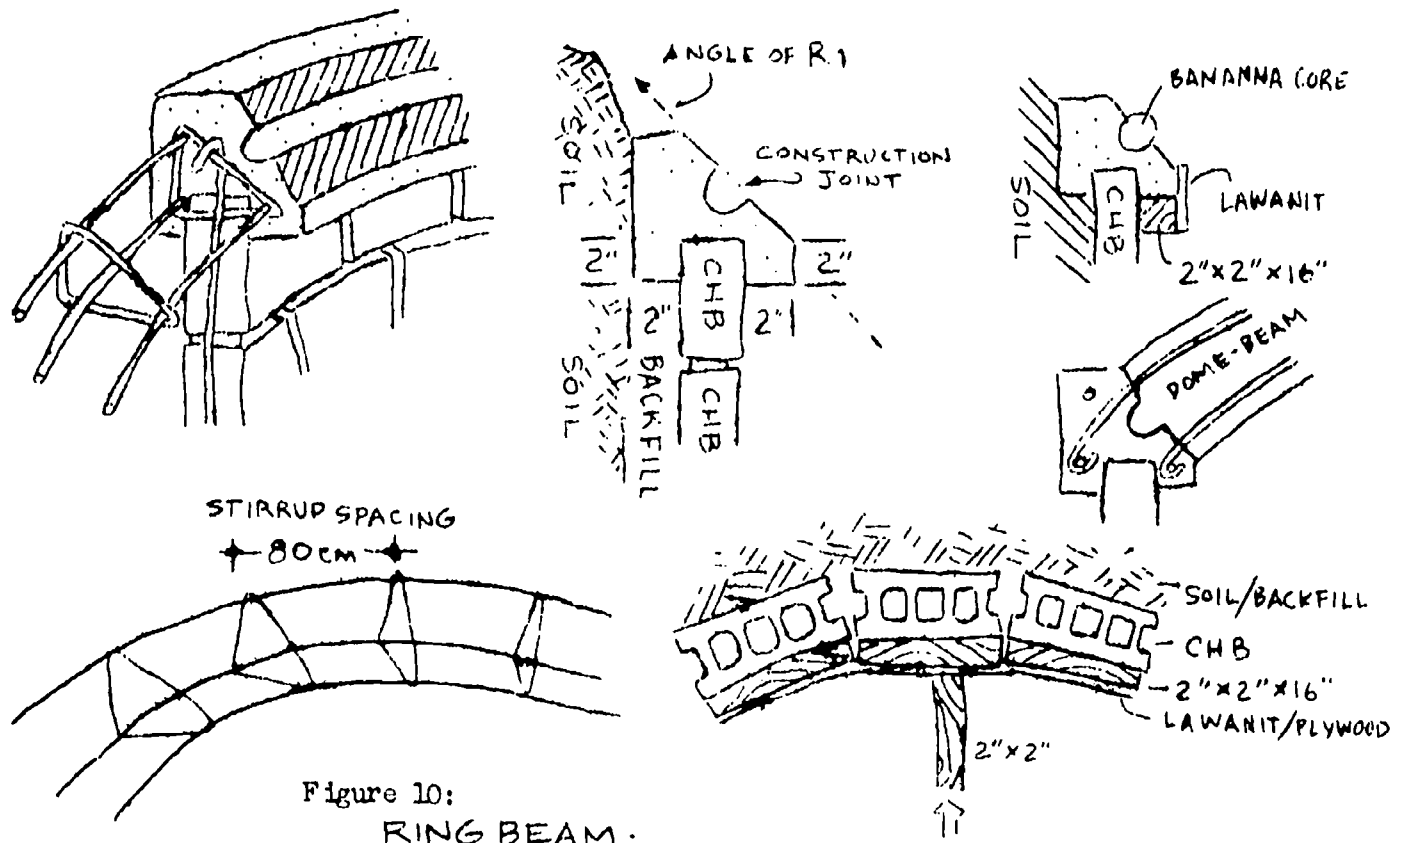 ANGLE OF R.1
SOIL
CONSTRUCTION
JOINT
2"
2"
CHB
2"
2"
BACKFILL
SOIL
CHB
BANANNA CORE
LAWANIT
SOIL
CHB
2"x2"x16"
DOME-BEAM
STIRRUP SPACING
80cm
SOIL/BACKFILL
CHB
2"x2"x16"
LAWANIT/PLYWOOD
2"x2"
Figure 10:
RING BEAM.